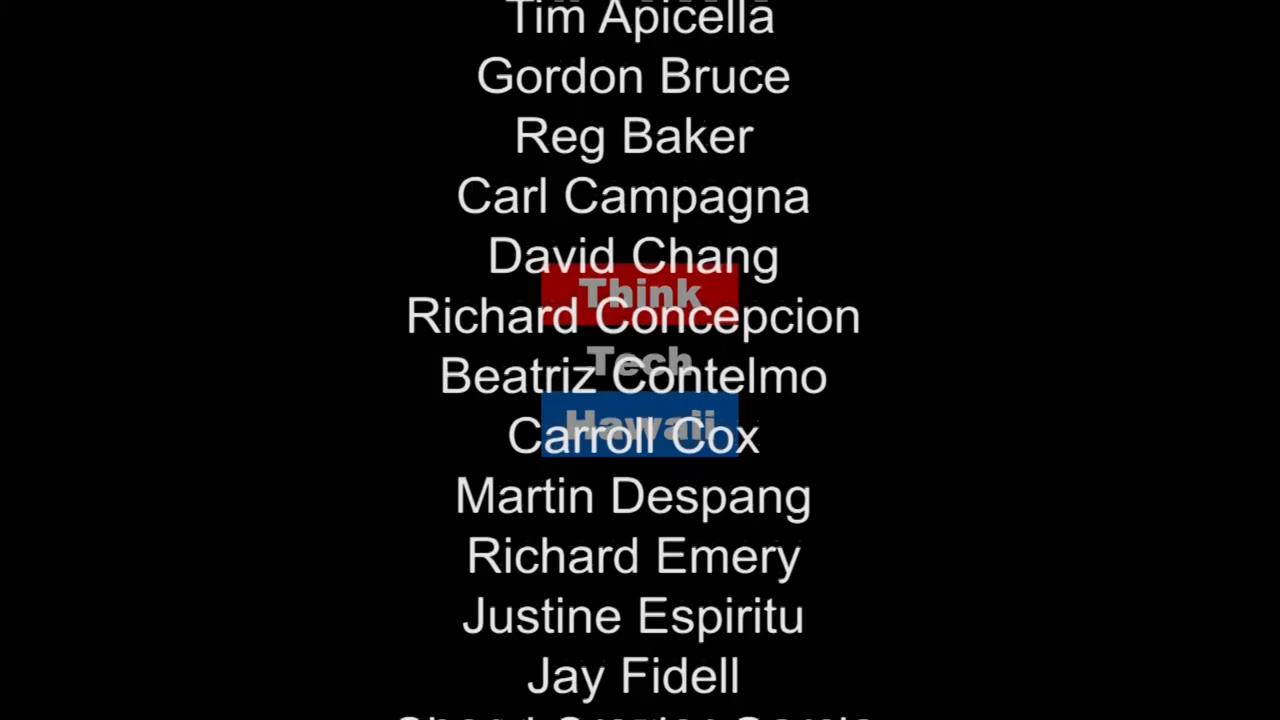 Tim Apicella
Gordon Bruce
Reg Baker
Carl Campagna
David Chang
Think
Richard Concepcion
Tech
Beatriz Contelmo
Hawaii
Carroll Cox
Martin Despang
Richard Emery
Justine Espiritu
Jay Fidell